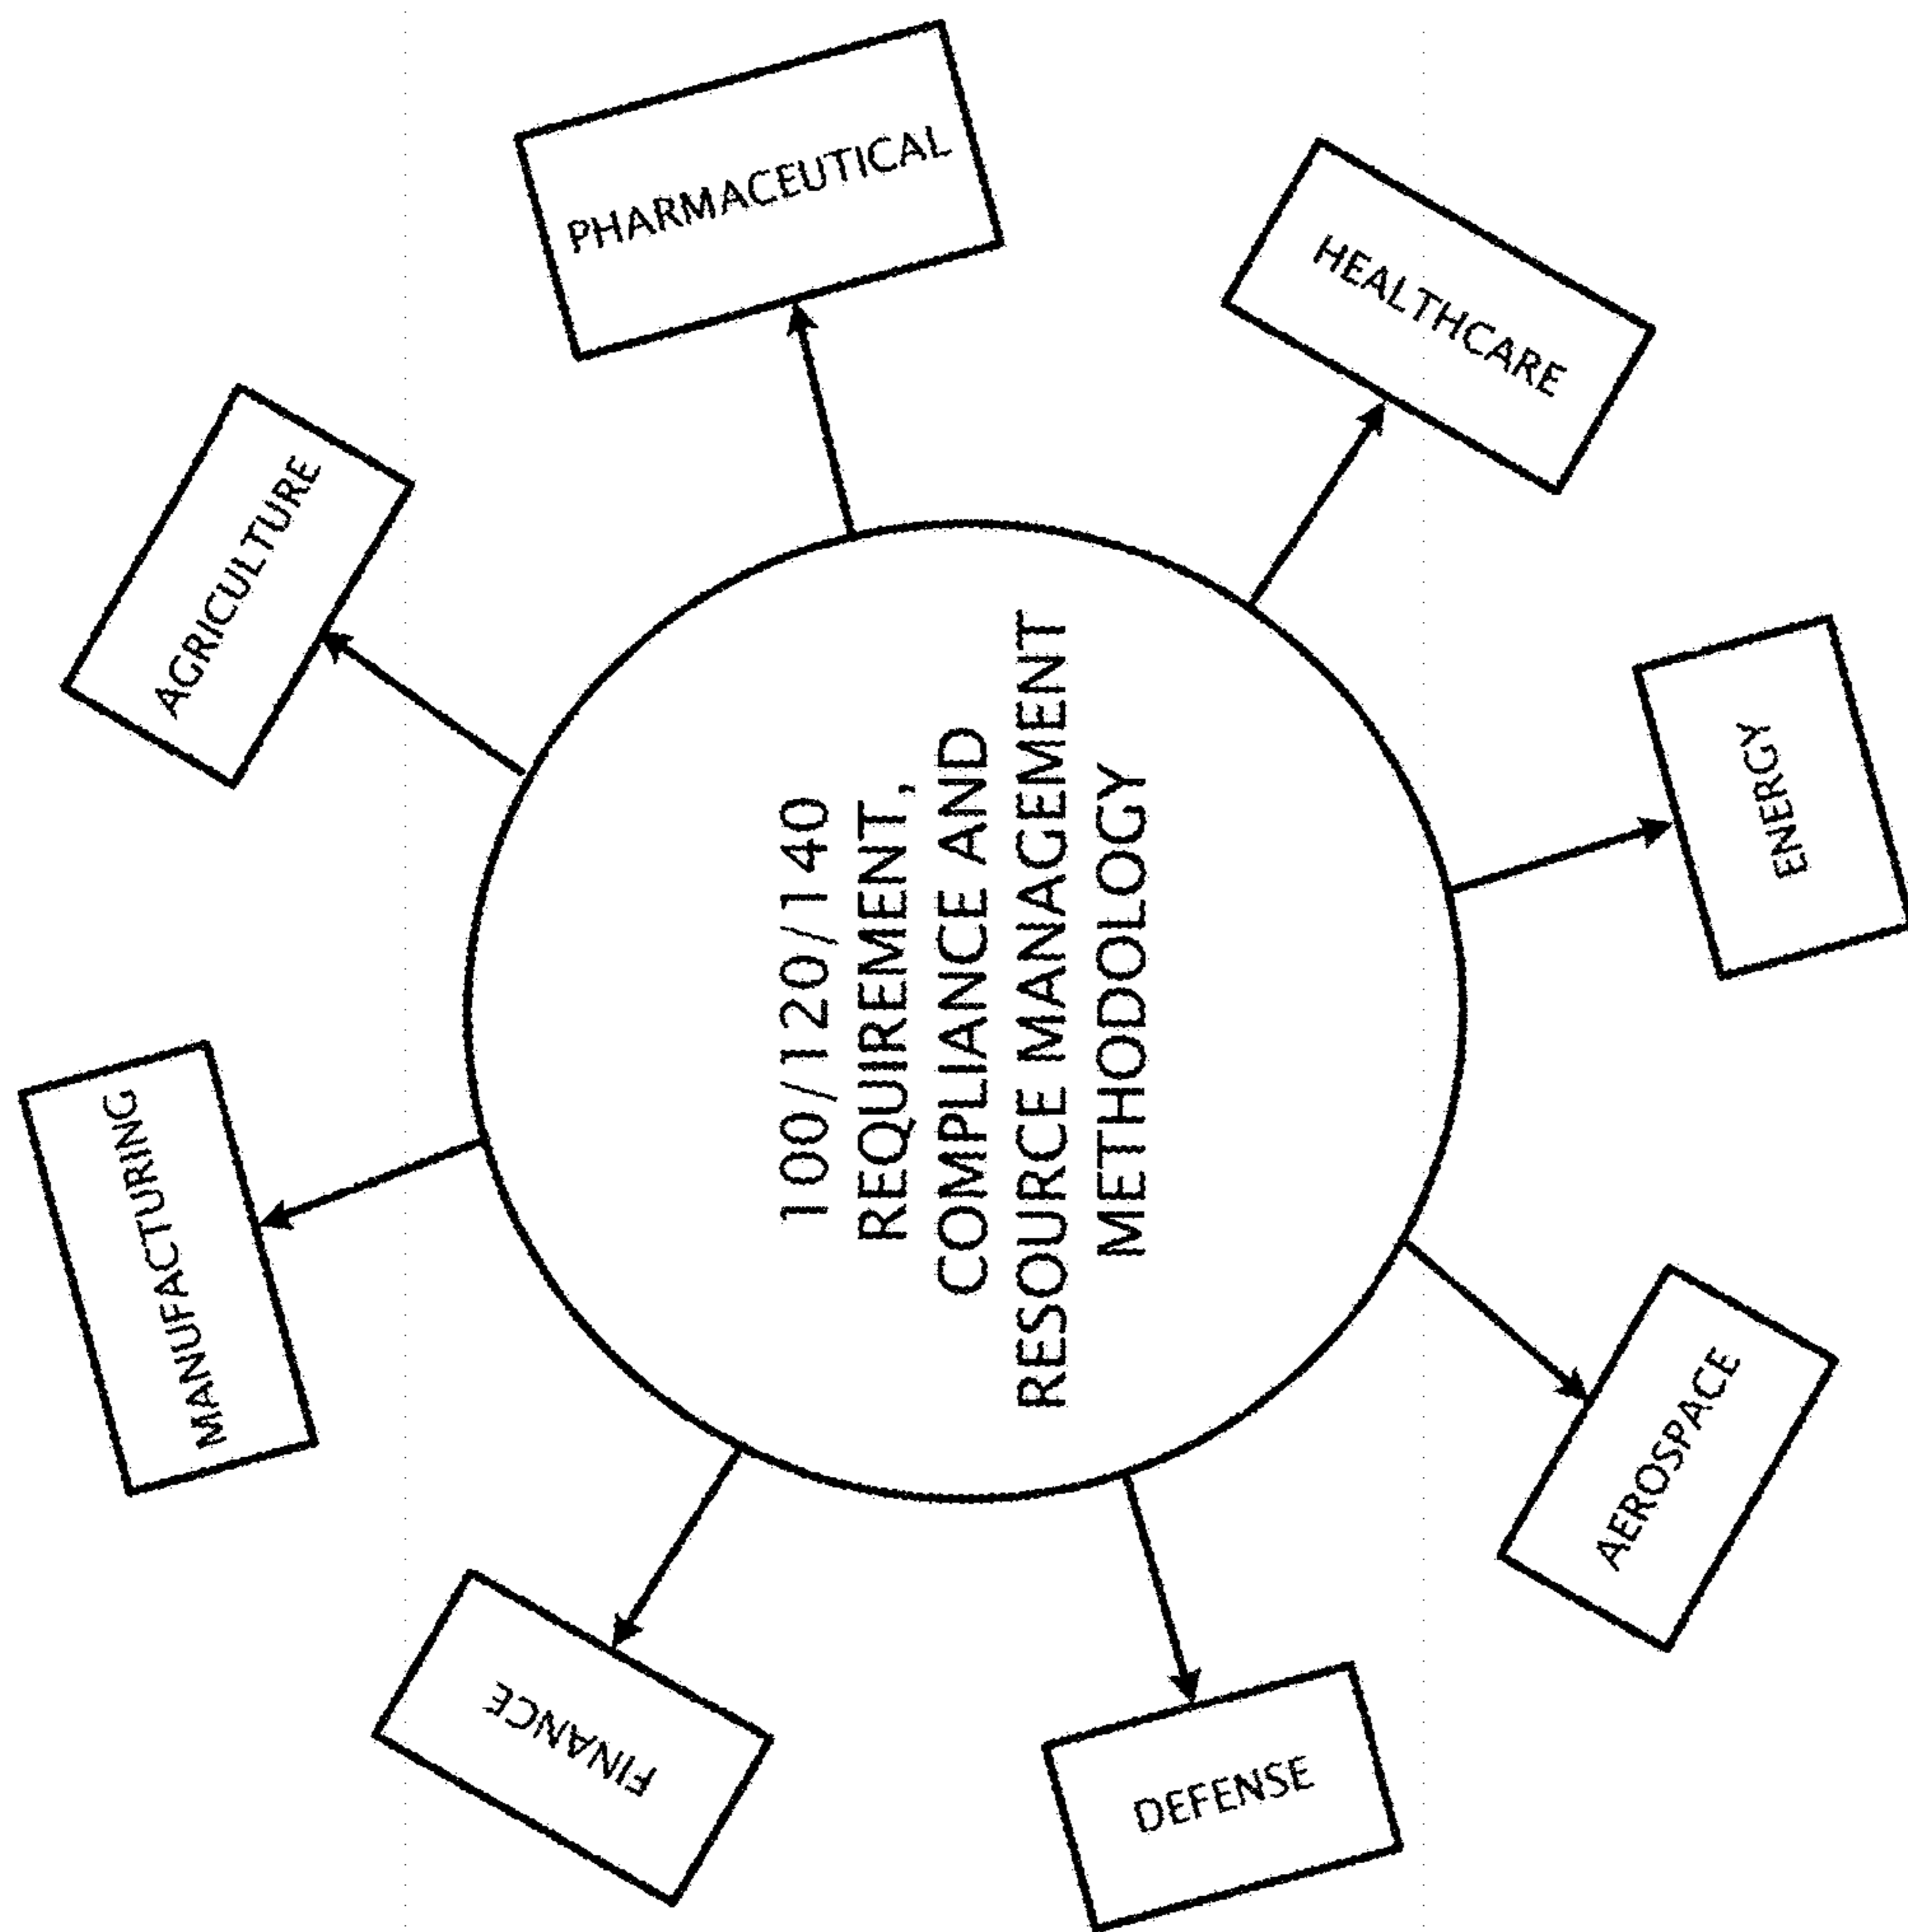 100/120/140
REQUIREMENT,
COMPLIANCE AND
RESOURCE MANAGEMENT
METHODOLOGY
PHARMACEUTICAL
HEALTHCARE
ENERGY
AEROSPACE
DEFENSE
FINANCE
MANUFACTURING
AGRICULTURE